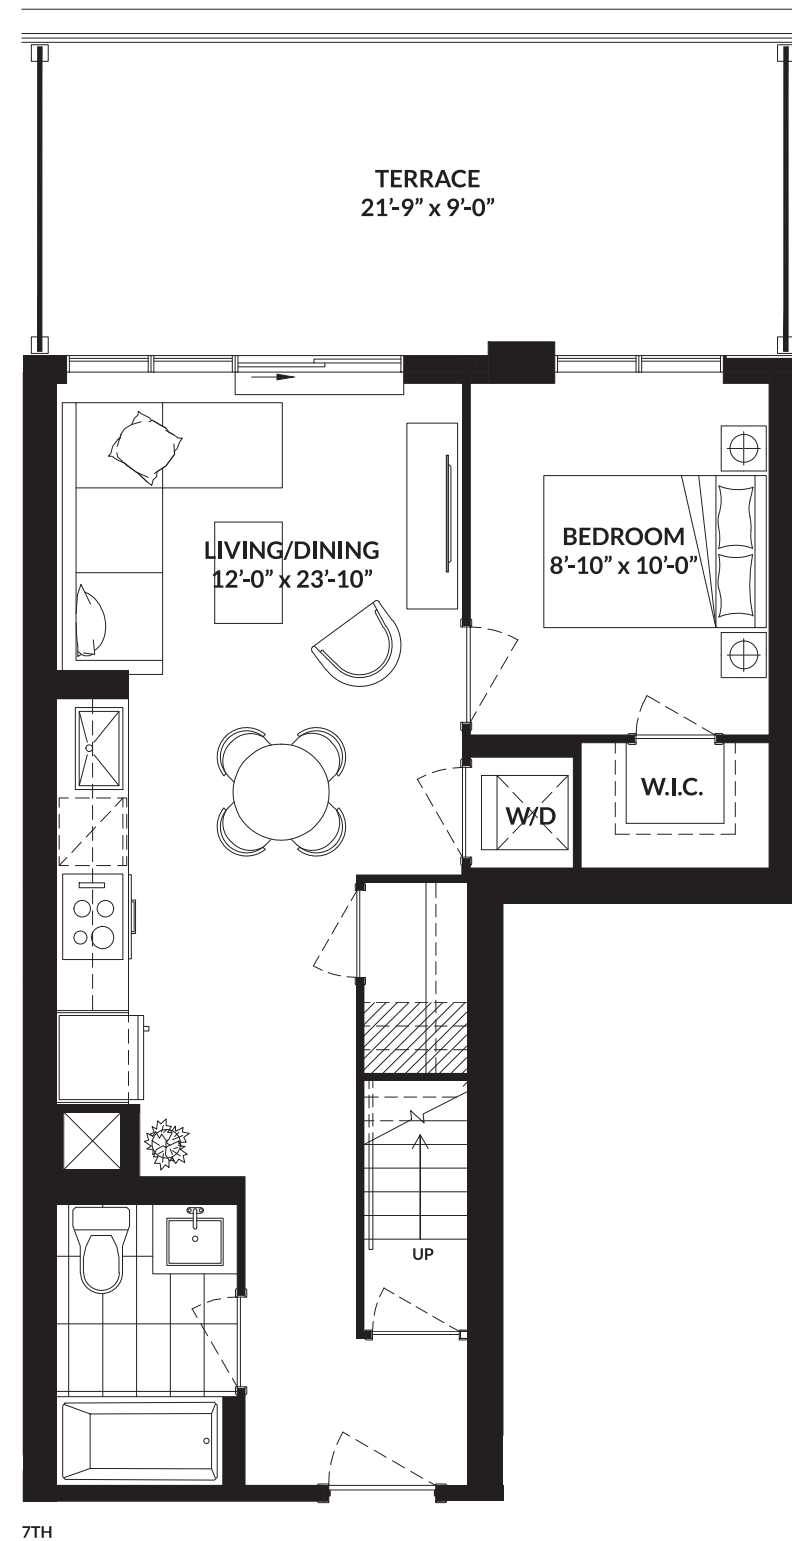 TERRACE
21’-9” x 9’-0”
LIVING/DINING
12’-0” x 23’-10”
BEDROOM
8’-10” x 10’-0”
W.I.C.
W/D
UP
7TH